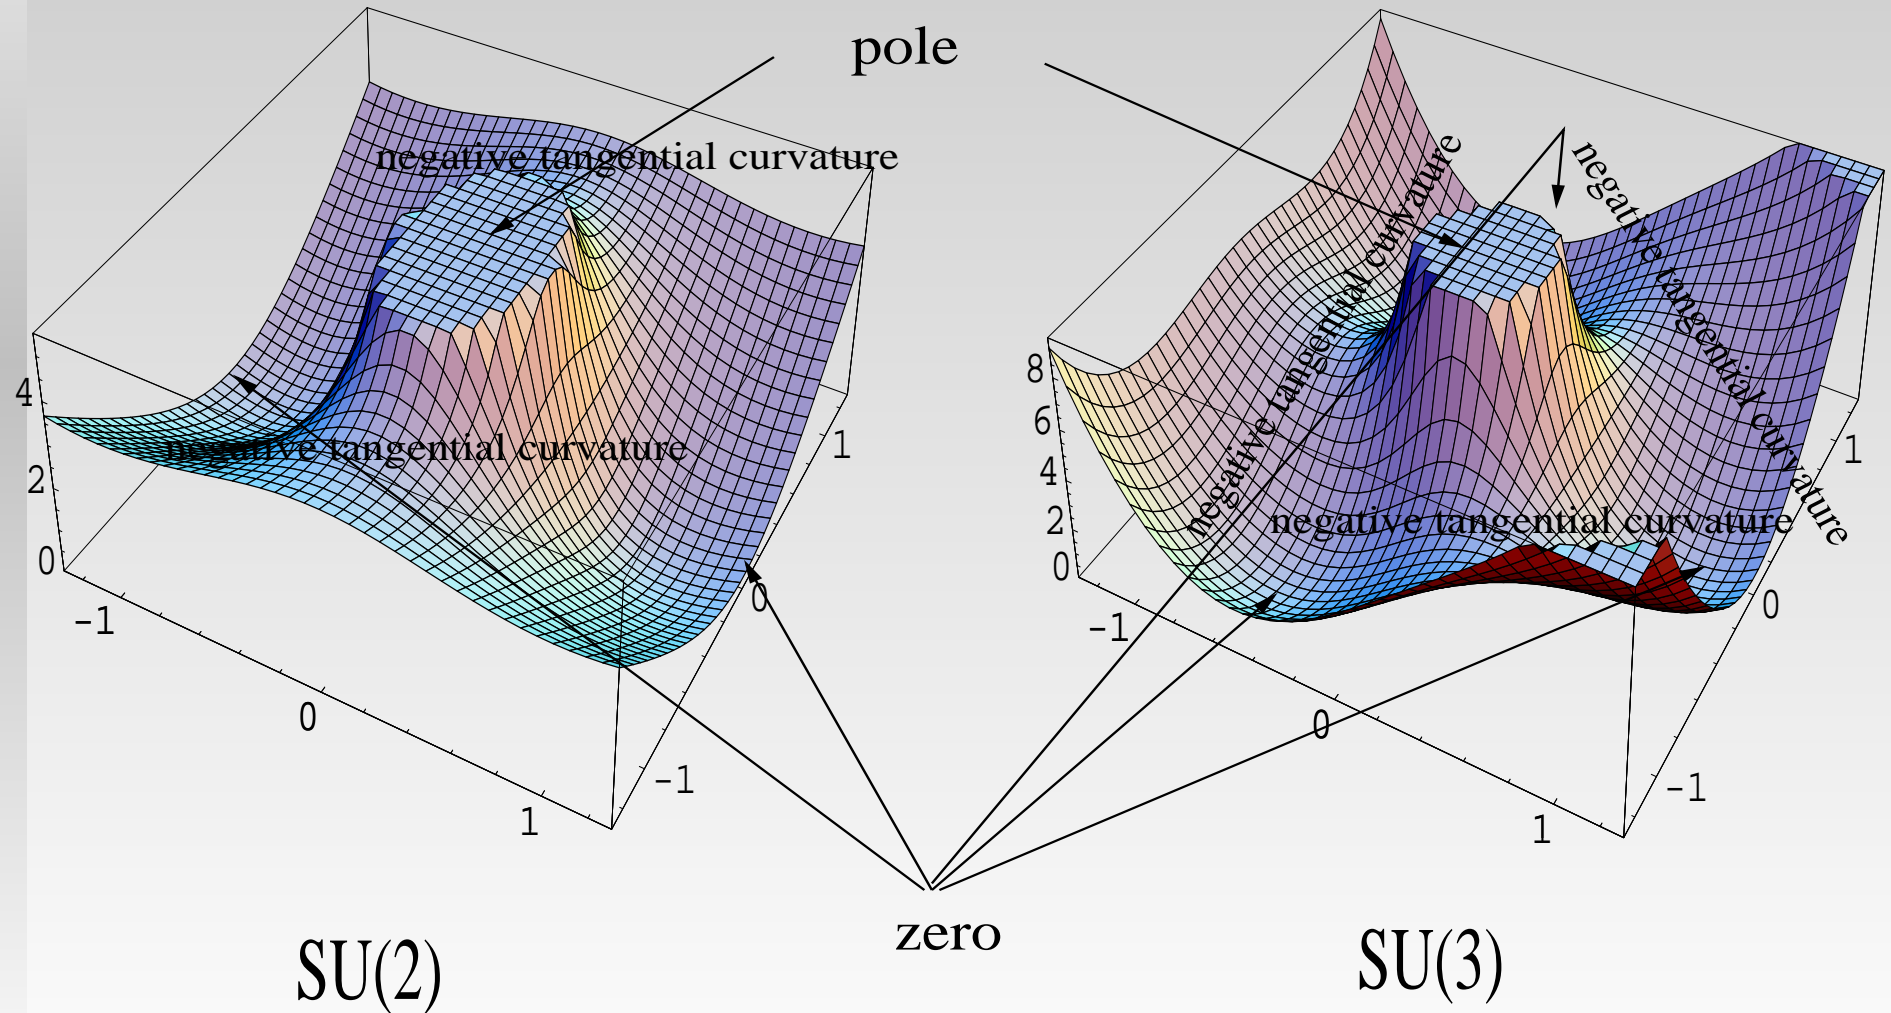 pole
negative tangential curvature
negative tangential curvature
4
2
0
-1
0
1
-1
0
1
negative tangential curvature
negative tangential curvature
negative tangential curvature
8
6
4
2
0
-1
0
1
-1
0
1
zero
SU(2)
SU(3)